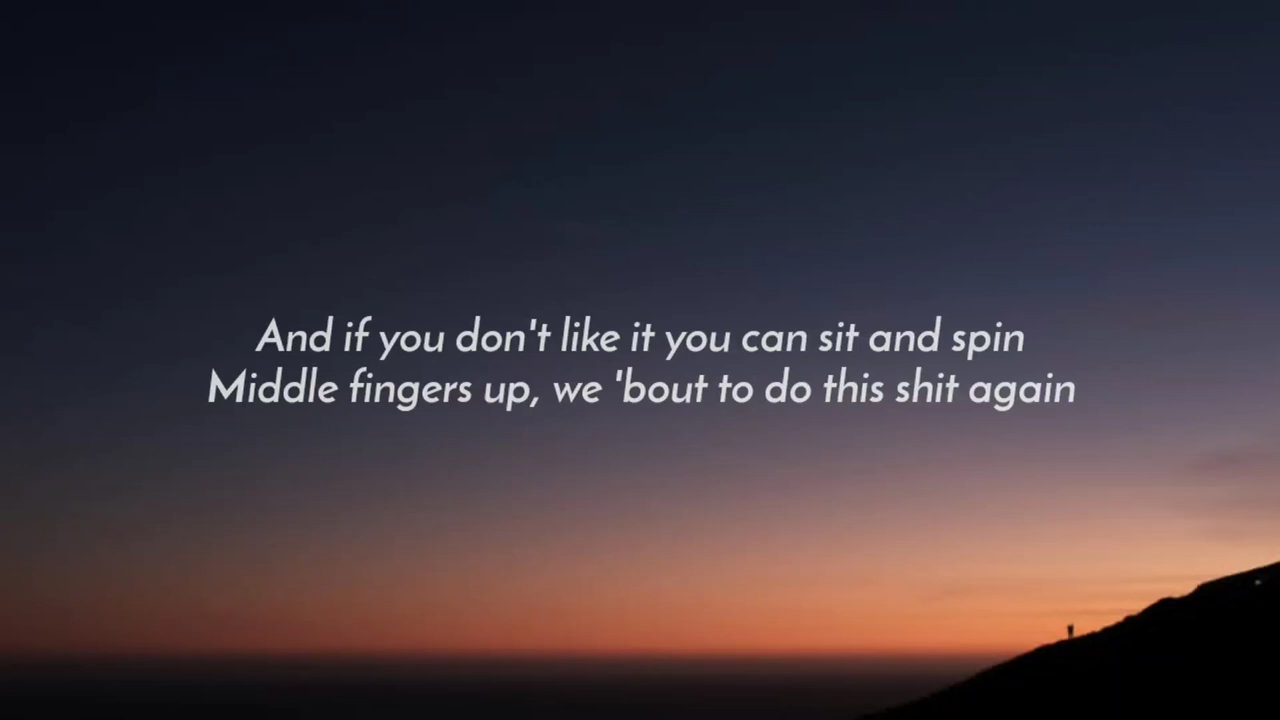 And if you don't like it you can sit and spin
Middle fingers up, we 'bout to do this shit again